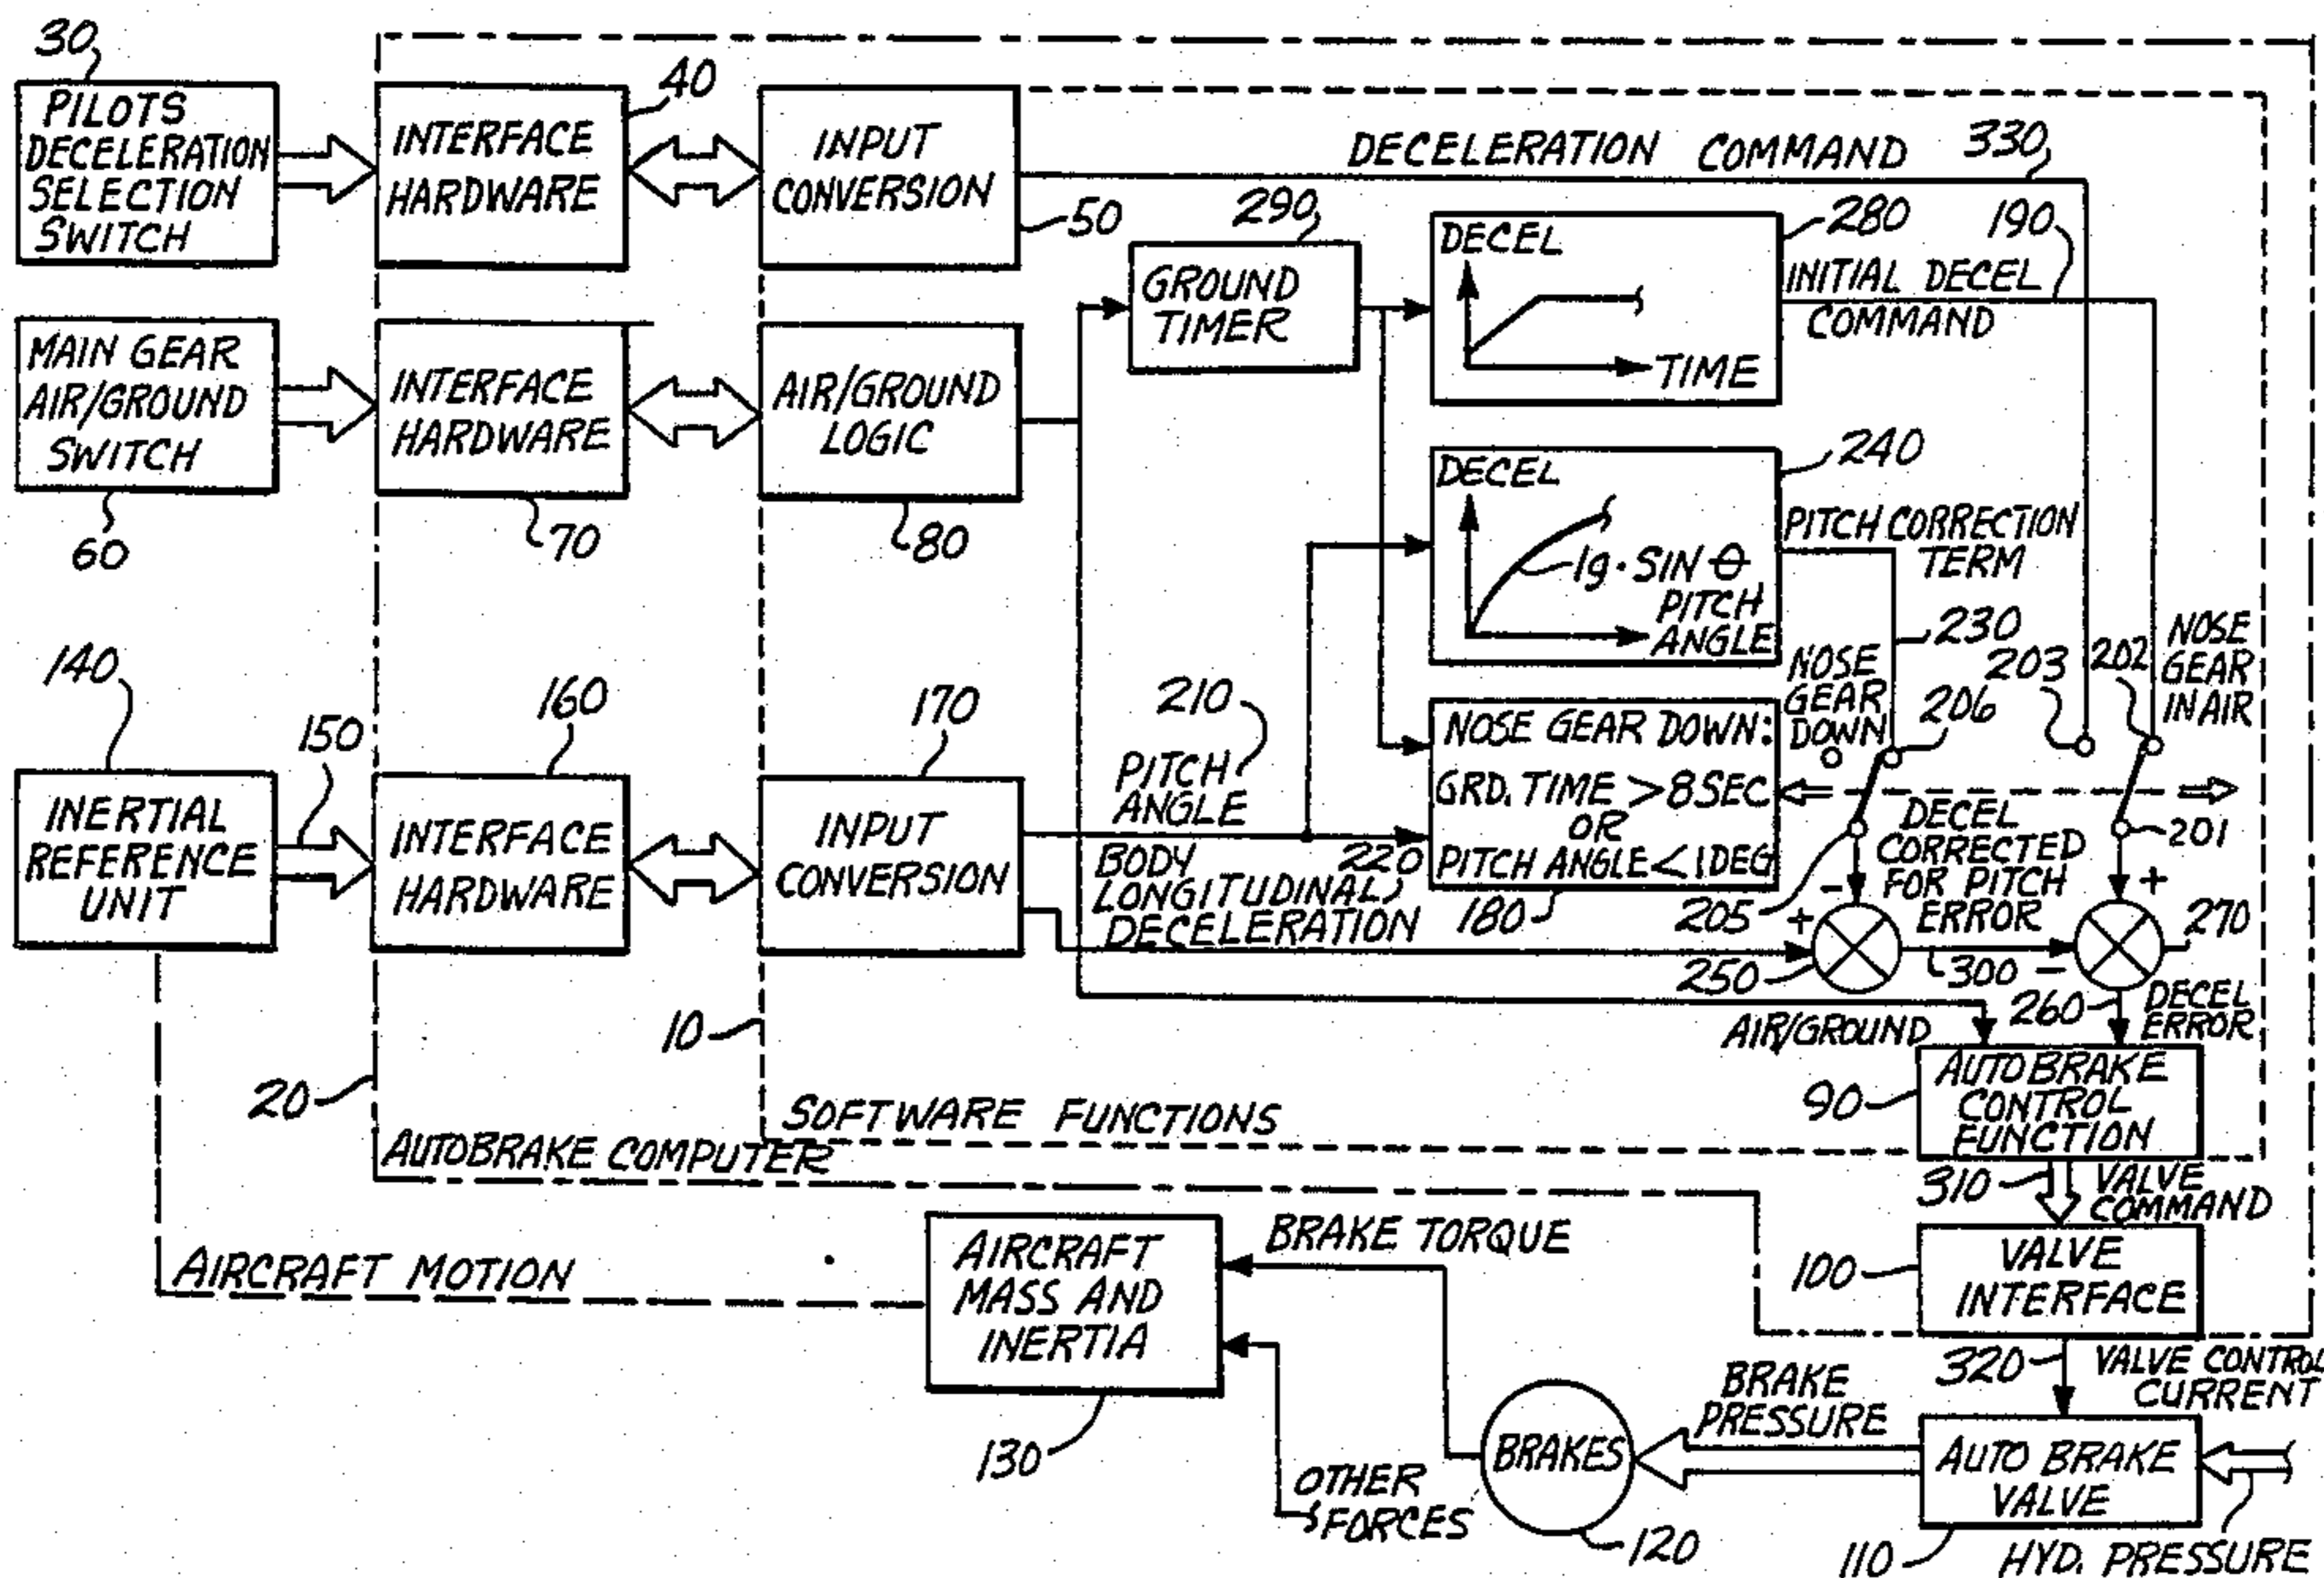 30
PILOTS
DECELERATION
SELECTION
SWITCH
40
INTERFACE
HARDWARE
INPUT
CONVERSION
50
DECELERATION COMMAND
330
290
GROUND
TIMER
280
DECEL
TIME
190
INITIAL DECEL
COMMAND
MAIN GEAR
AIR/GROUND
SWITCH
60
INTERFACE
HARDWARE
70
AIR/GROUND
LOGIC
80
240
DECEL
1g·SIN Θ
PITCH
ANGLE
PITCH CORRECTION
TERM
230
NOSE
GEAR
DOWN
206
203
202
NOSE
GEAR
IN AIR
140
150
INERTIAL
REFERENCE
UNIT
160
INTERFACE
HARDWARE
170
INPUT
CONVERSION
210
PITCH
ANGLE
220
BODY
LONGITUDINAL
DECELERATION
NOSE GEAR DOWN:
GRD. TIME >8SEC
OR
PITCH ANGLE <1DEG
180
205
DECEL
CORRECTED
FOR PITCH
ERROR
201
-
+
+
250
300
-
270
260
DECEL
ERROR
AIR/GROUND
10
20
SOFTWARE FUNCTIONS
AUTOBRAKE COMPUTER
90
AUTO BRAKE
CONTROL
FUNCTION
310
VALVE
COMMAND
100
VALVE
INTERFACE
320
VALVE CONTROL
CURRENT
AIRCRAFT MOTION
AIRCRAFT
MASS AND
INERTIA
130
BRAKE TORQUE
OTHER
FORCES
BRAKES
120
BRAKE
PRESSURE
AUTO BRAKE
VALVE
110
HYD. PRESSURE